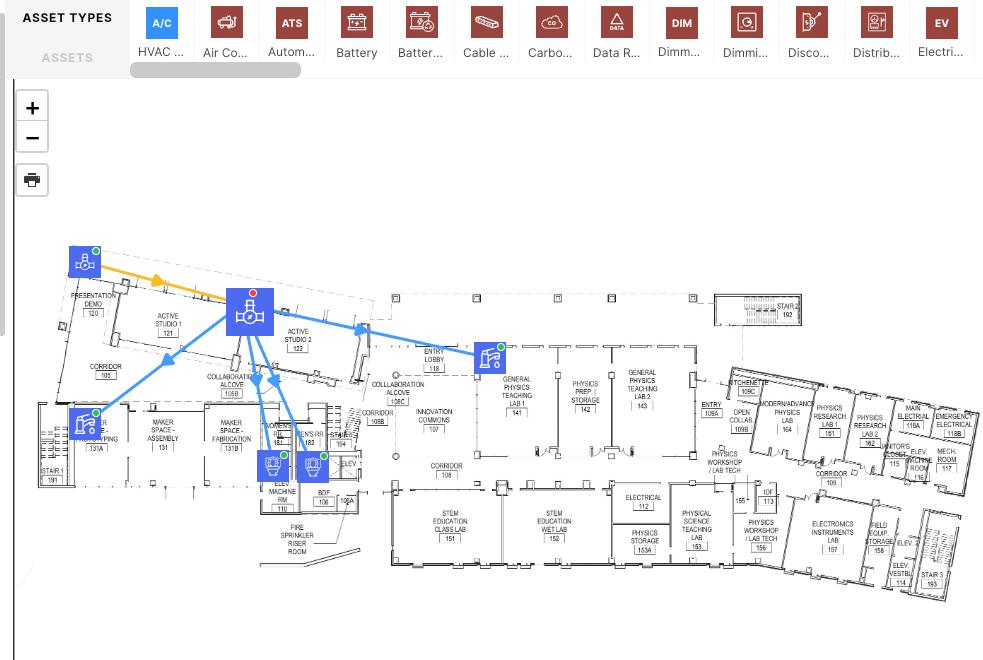 ASSET TYPES
ASSETS
A/C
HVAC ...
Air Co...
ATS
Autom...
Battery
Batter...
Cable ...
CO
Carbo...
DATA
Data R...
DIM
Dimm...
Dimmi...
Disco...
Distrib...
EV
Electri...
+
−
PRESENTATION
DEMO
120
ACTIVE
STUDIO 1
121
ACTIVE
STUDIO 2
122
CORRIDOR
105
COLLABORATION
ALCOVE
105B
131A
MAKER
SPACE -
ASSEMBLY
131
MAKER
SPACE -
FABRICATION
131B
STAIR 1
191
181
182
194
ELEV.
MACHINE
RM
110
BDF
106
106A
ELEV. 1
FIRE
SPRINKLER
RISER
ROOM
ENTRY
LOBBY
118
COLLABORATION
ALCOVE
108C
CORRIDOR
108B
INNOVATION
COMMONS
107
CORRIDOR
108
GENERAL
PHYSICS
TEACHING
LAB 1
141
PHYSICS
PREP
STORAGE
142
GENERAL
PHYSICS
TEACHING
LAB 2
143
STAIR 2
192
STEM
EDUCATION
CLASS LAB
151
STEM
EDUCATION
WET LAB
152
ELECTRICAL
112
PHYSICS
STORAGE
153A
PHYSICAL
SCIENCE
TEACHING
LAB
153
155
IDF
113
PHYSICS
WORKSHOP
/ LAB TECH
156
PHYSICS
WORKSHOP
/ LAB TECH
ENTRY
109A
OPEN
COLLAB.
109B
KITCHENETTE
109C
MODERN/ADVANCED
PHYSICS
LAB
164
PHYSICS
RESEARCH
LAB 1
161
PHYSICS
RESEARCH
LAB 2
162
MAIN
ELECTRICAL
118A
EMERGENCY
ELECTRICAL
118B
JANITOR'S
CLOSET
115
ELEV.
MACHINE
ROOM
116
MECH.
ROOM
117
CORRIDOR
109
ELECTRONICS
INSTRUMENTS
LAB
157
FIELD
EQUIP.
STORAGE
158
ELEV. 2
ELEV.
VESTBL.
114
STAIR 3
193